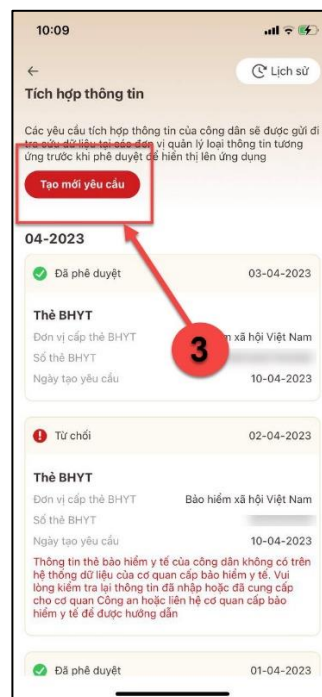 10:09
Lịch sử
Tích hợp thông tin
Các yêu cầu tích hợp thông tin của công dân sẽ được gửi đi
tra cứu dữ liệu tại các đơn vị quản lý loại thông tin tương
ứng trước khi phê duyệt để hiển thị lên ứng dụng
Tạo mới yêu cầu
04-2023
Đã phê duyệt 03-04-2023
Thẻ BHYT
Đơn vị cấp thẻ BHYT xã hội Việt Nam
Số thẻ BHYT
3
Ngày tạo yêu cầu 10-04-2023
Từ chối 02-04-2023
Thẻ BHYT
Đơn vị cấp thẻ BHYT Bảo hiểm xã hội Việt Nam
Số thẻ BHYT
Ngày tạo yêu cầu 10-04-2023
Thông tin thẻ bảo hiểm y tế của công dân không có trên
hệ thống dữ liệu của cơ quan cấp bảo hiểm y tế. Vui
lòng kiểm tra lại thông tin đã nhập hoặc đã cung cấp
cho cơ quan Công an hoặc liên hệ cơ quan cấp bảo
hiểm y tế để được hướng dẫn
Đã phê duyệt 01-04-2023